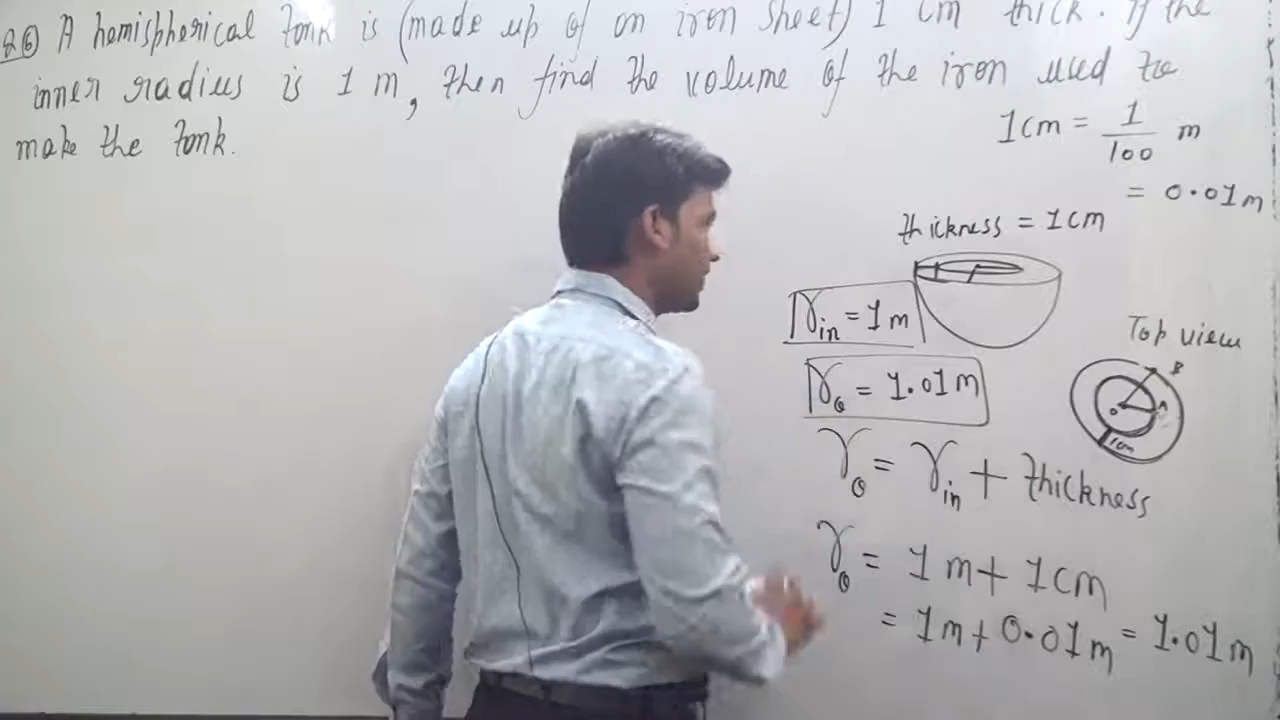 26 A hemispherical tank is (made up of an iron sheet) 1 cm thick. If the
inner radius is 1 m, then find the volume of the iron used to
make the tank.
1cm = 1/100 m
= 0.01m
thickness = 1cm
r_in = 1m
Top view
r_o = 1.01m
B
o A
1cm
r_o = r_in + thickness
r_o = 1m + 1cm
= 1m + 0.01m = 1.01m